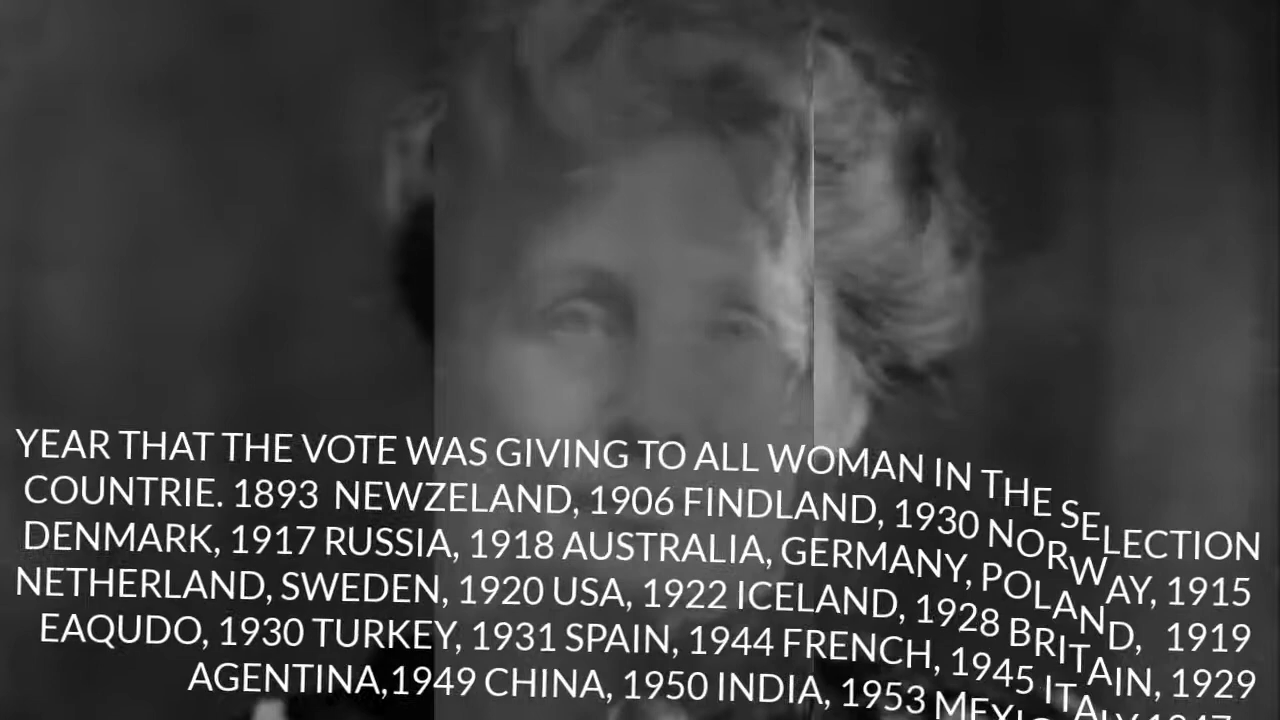 YEAR THAT THE VOTE WAS GIVING TO ALL WOMAN IN THE SELECTION
COUNTRIE. 1893 NEWZELAND, 1906 FINDLAND, 1930 NORWAY, 1915
DENMARK, 1917 RUSSIA, 1918 AUSTRALIA, GERMANY, POLAND, 1919
NETHERLAND, SWEDEN, 1920 USA, 1922 ICELAND, 1928 BRITAIN, 1929
EAQUDO, 1930 TURKEY, 1931 SPAIN, 1944 FRENCH, 1945 ITALY 1947
AGENTINA,1949 CHINA, 1950 INDIA, 1953